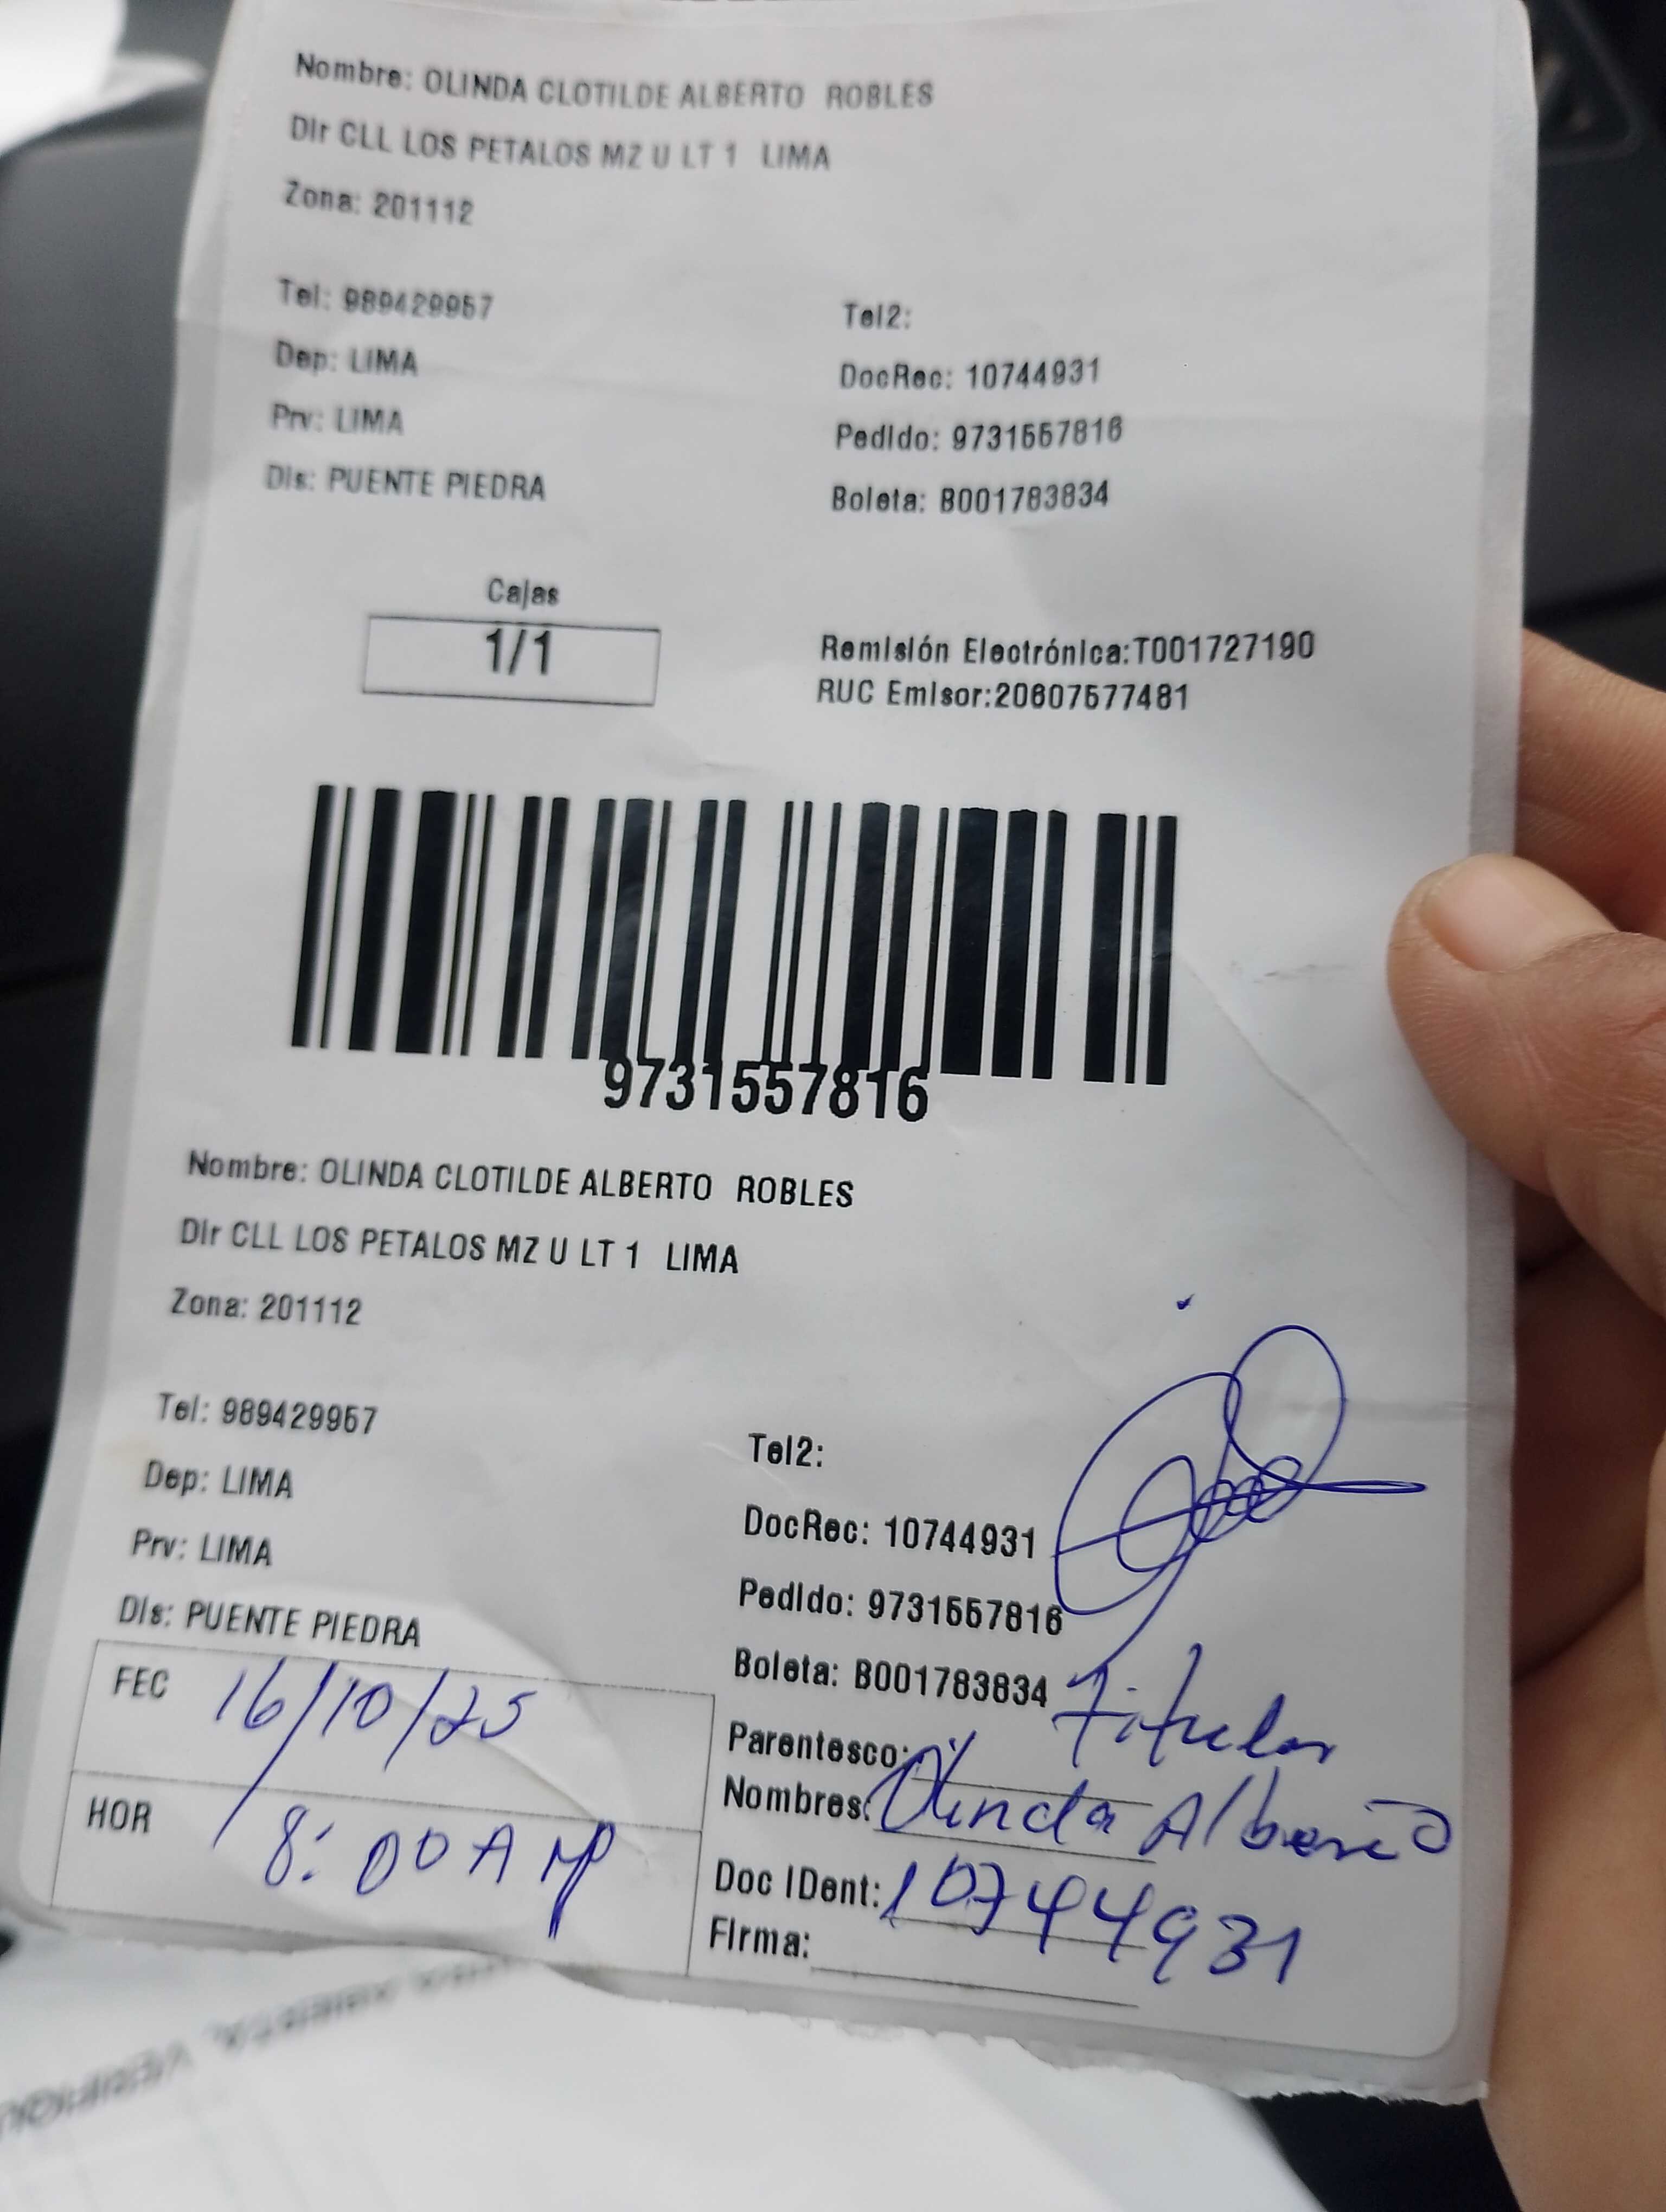 Nombre: OLINDA CLOTILDE ALBERTO ROBLES
Dir CLL LOS PETALOS MZ U LT 1 LIMA
Zona: 201112
Tel: 989429957 Tel2:
Dep: LIMA DocRec: 10744931
Prv: LIMA Pedido: 9731557816
Dis: PUENTE PIEDRA Boleta: B001783834
Cajas
1/1
Remisión Electrónica:T001727190
RUC Emisor:20607577481
9731557816
Nombre: OLINDA CLOTILDE ALBERTO ROBLES
Dir CLL LOS PETALOS MZ U LT 1 LIMA
Zona: 201112
Tel: 989429957 Tel2:
Dep: LIMA DocRec: 10744931
Prv: LIMA Pedido: 9731557816
Dis: PUENTE PIEDRA Boleta: B001783834
FEC 16/10/25
HOR 8:00 AM
Parentesco: Titular
Nombres: Olinda Alberto
Doc IDent: 10744931
Firma: